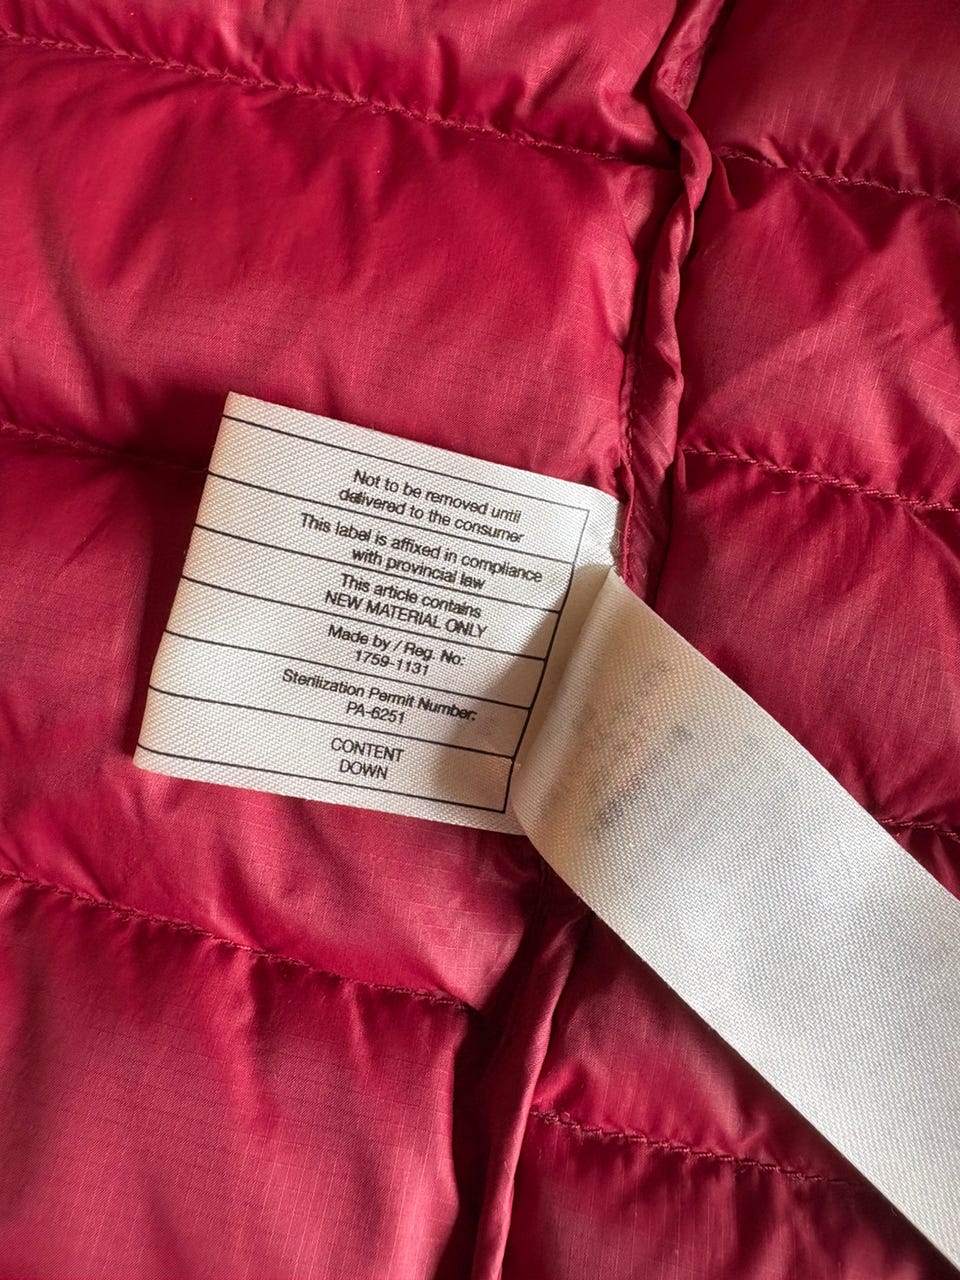 Not to be removed until
delivered to the consumer
This label is affixed in compliance
with provincial law
This article contains
NEW MATERIAL ONLY
Made by / Reg. No:
1759-1131
Sterilization Permit Number:
PA-6251
CONTENT
DOWN